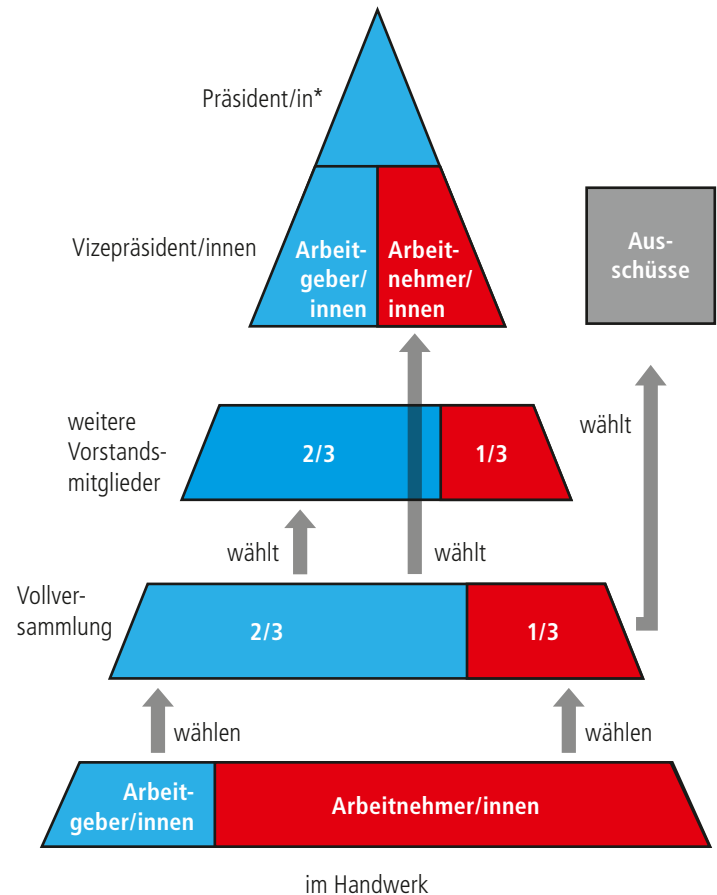 Präsident/in*
Vizepräsident/innen
Arbeit-
geber/
innen
Arbeit-
nehmer/
innen
Aus-
schüsse
weitere
Vorstands-
mitglieder
2/3
1/3
wählt
wählt
wählt
Vollver-
sammlung
2/3
1/3
wählen
wählen
Arbeit-
geber/innen
Arbeitnehmer/innen
im Handwerk